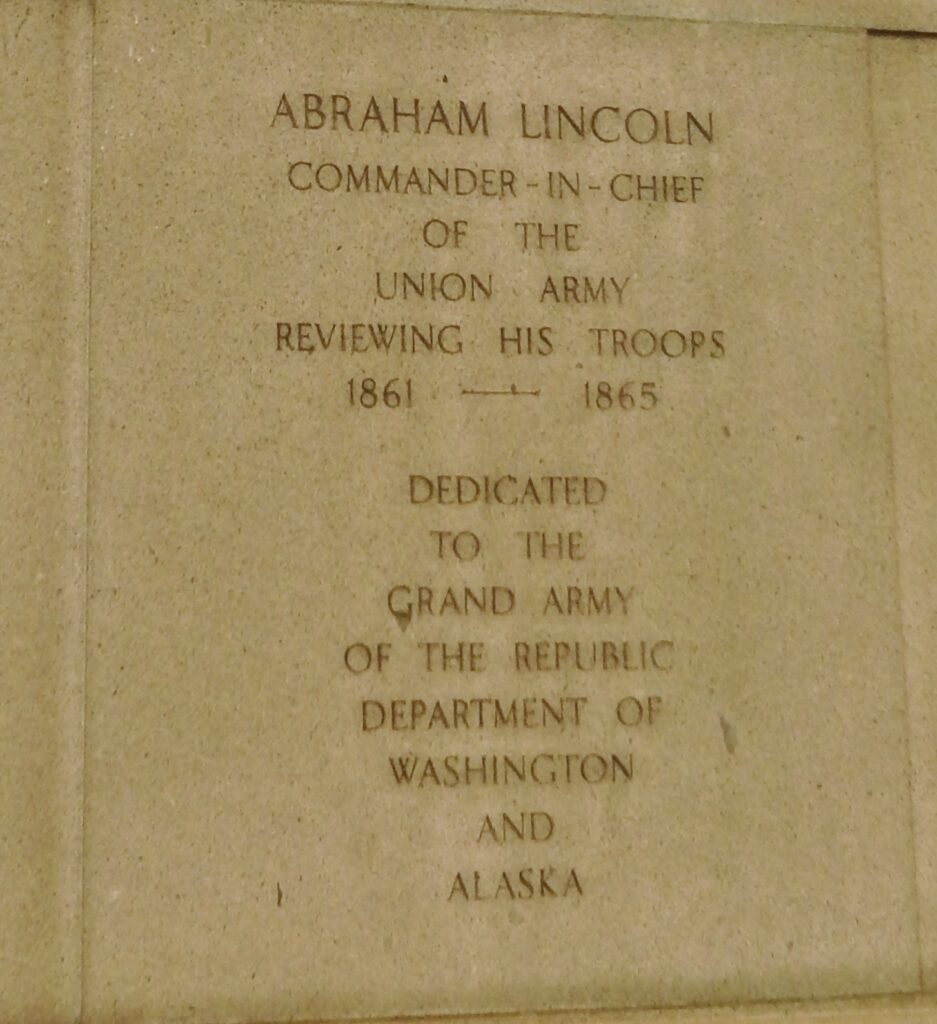 ABRAHAM LINCOLN
COMMANDER-IN-CHIEF
OF THE
UNION ARMY
REVIEWING HIS TROOPS
1861 — 1865
DEDICATED
TO THE
GRAND ARMY
OF THE REPUBLIC
DEPARTMENT OF
WASHINGTON
AND
ALASKA